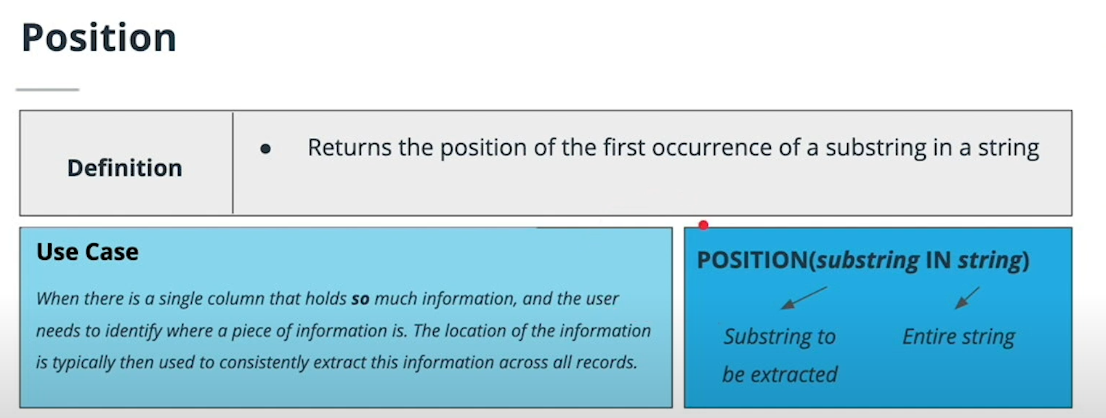 Position
Definition
● Returns the position of the first occurrence of a substring in a string
Use Case
When there is a single column that holds so much information, and the user
needs to identify where a piece of information is. The location of the information
is typically then used to consistently extract this information across all records.
POSITION(substring IN string)
Substring to
be extracted
Entire string